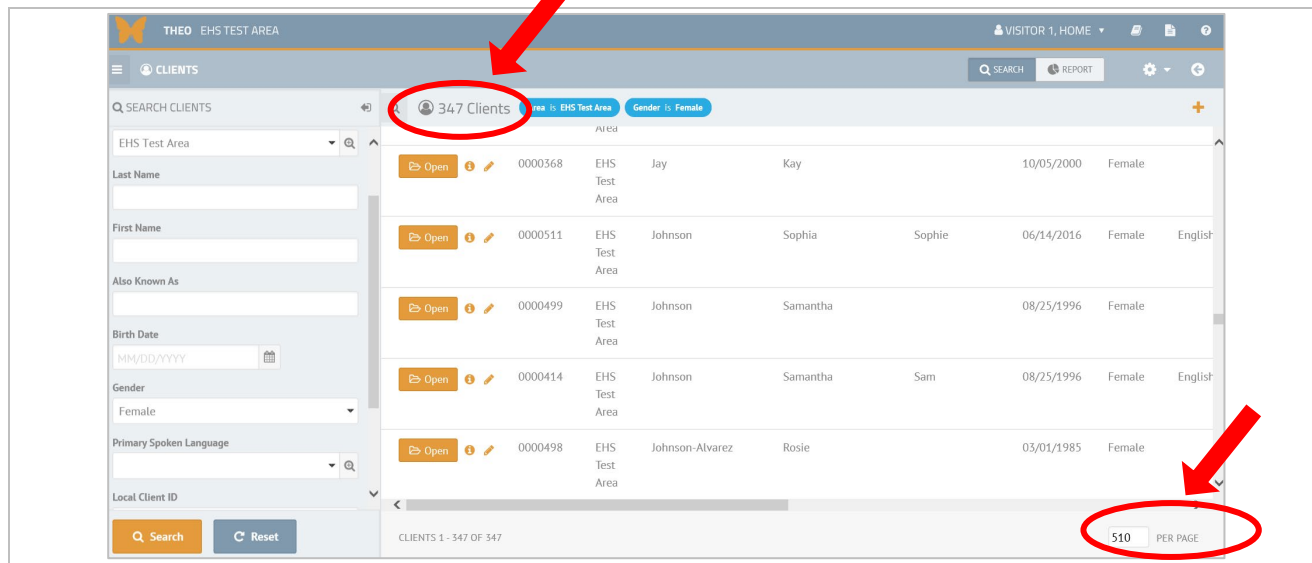 THEO EHS TEST AREA
VISITOR 1, HOME
CLIENTS
SEARCH
REPORT
SEARCH CLIENTS
347 Clients
Area is EHS Test Area
Gender is Female
EHS Test Area
Last Name
First Name
Also Known As
Birth Date
MM/DD/YYYY
Gender
Female
Primary Spoken Language
Local Client ID
Search
Reset
Area
Open 0000368 EHS Jay Kay 10/05/2000 Female
Test
Area
Open 0000511 EHS Johnson Sophia Sophie 06/14/2016 Female English
Test
Area
Open 0000499 EHS Johnson Samantha 08/25/1996 Female
Test
Area
Open 0000414 EHS Johnson Samantha Sam 08/25/1996 Female English
Test
Area
Open 0000498 EHS Johnson-Alvarez Rosie 03/01/1985 Female
Test
Area
CLIENTS 1 - 347 OF 347
510 PER PAGE